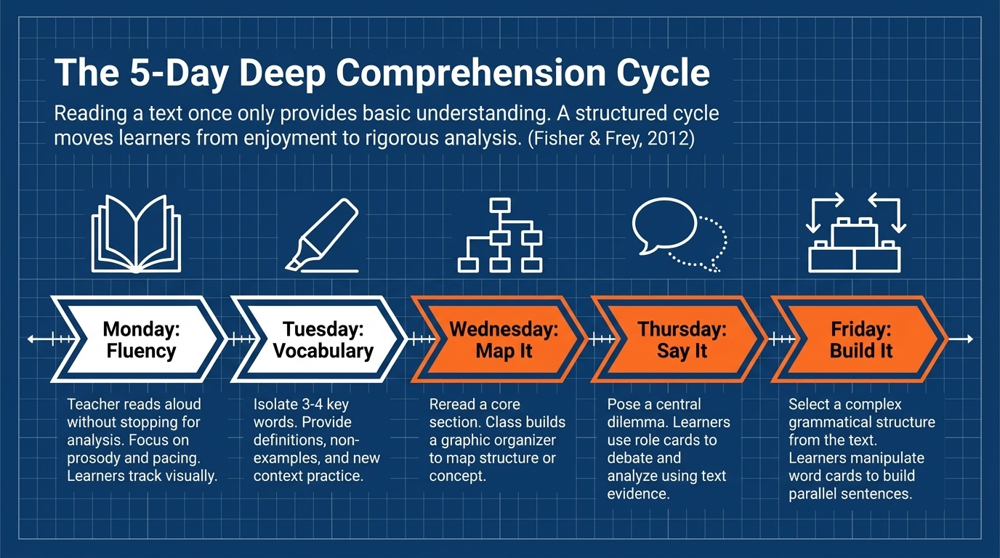 The 5-Day Deep Comprehension Cycle
Reading a text once only provides basic understanding. A structured cycle
moves learners from enjoyment to rigorous analysis. (Fisher & Frey, 2012)
Monday:
Fluency
Teacher reads aloud
without stopping for
analysis. Focus on
prosody and pacing.
Learners track visually.
Tuesday:
Vocabulary
Isolate 3-4 key
words. Provide
definitions, non-
examples, and new
context practice.
Wednesday:
Map It
Reread a core
section. Class builds
a graphic organizer
to map structure or
concept.
Thursday:
Say It
Pose a central
dilemma. Learners
use role cards to
debate and
analyze using text
evidence.
Friday:
Build It
Select a complex
grammatical structure
from the text.
Learners manipulate
word cards to build
parallel sentences.